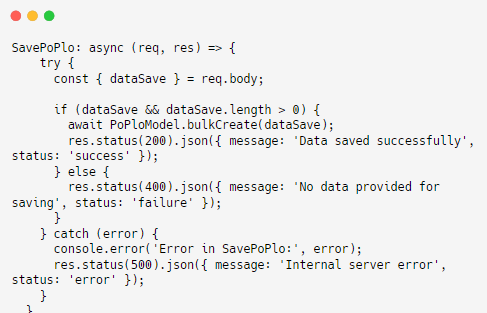 SavePoPlo: async (req, res) => {
    try {
      const { dataSave } = req.body;

      if (dataSave && dataSave.length > 0) {
        await PoPloModel.bulkCreate(dataSave);
        res.status(200).json({ message: 'Data saved successfully',
status: 'success' });
      } else {
        res.status(400).json({ message: 'No data provided for
saving', status: 'failure' });
      }
    } catch (error) {
      console.error('Error in SavePoPlo:', error);
      res.status(500).json({ message: 'Internal server error',
status: 'error' });
    }
  }